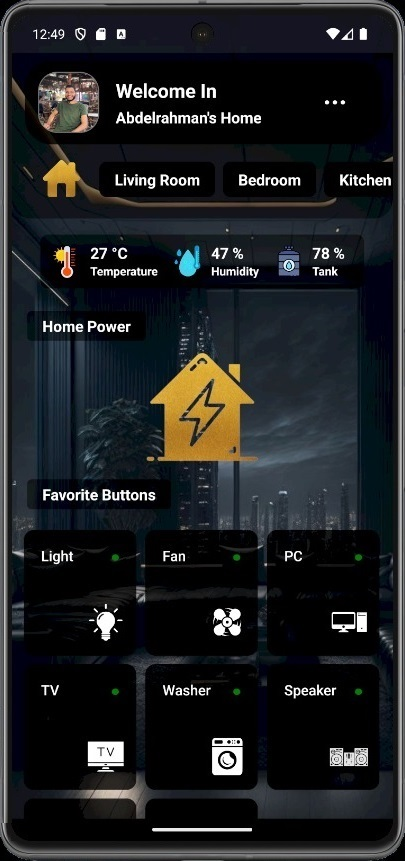 12:49
Welcome In
Abdelrahman's Home
Living Room
Bedroom
Kitchen
27 °C
Temperature
47 %
Humidity
78 %
Tank
Home Power
Favorite Buttons
Light
Fan
PC
TV
Washer
Speaker
TV